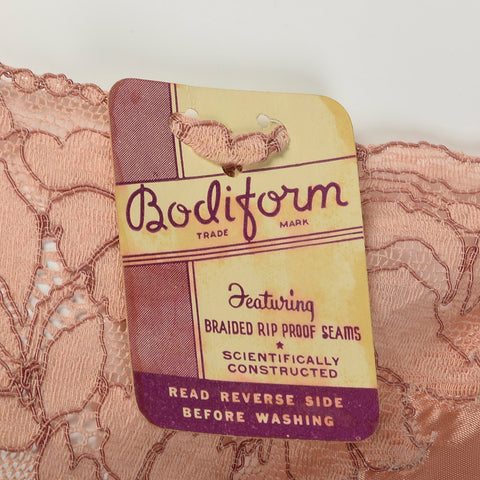 Bodiform
TRADE MARK
Featuring
BRAIDED RIP PROOF SEAMS
★
SCIENTIFICALLY
CONSTRUCTED
READ REVERSE SIDE
BEFORE WASHING